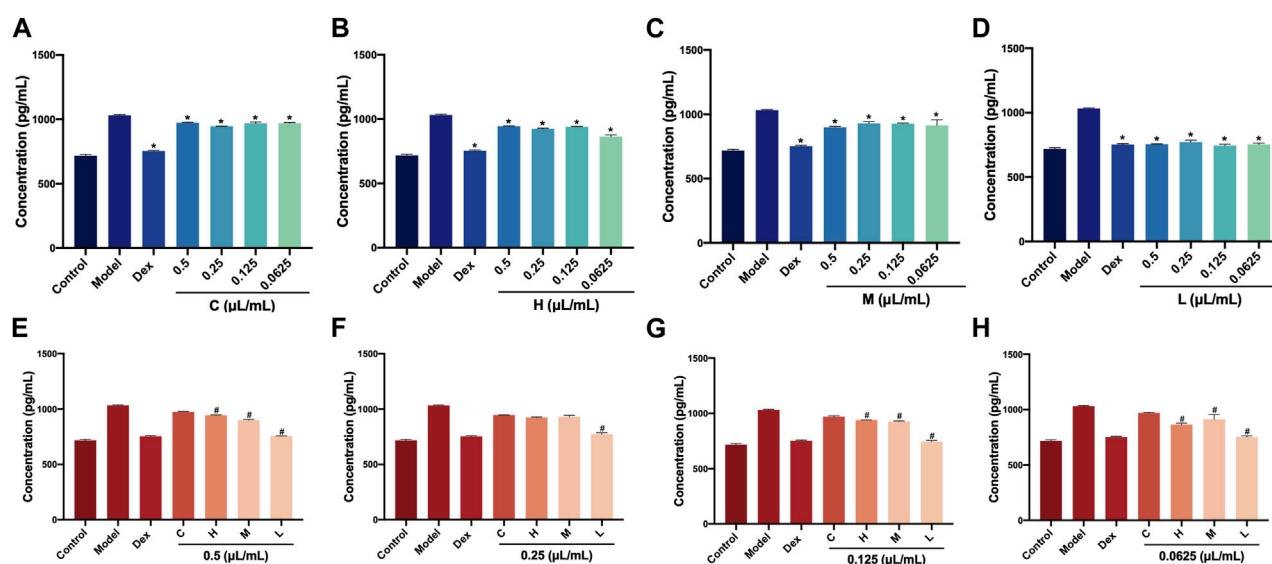 A
Concentration (pg/mL)
1500
1000
500
0
* * * * *
Control Model Dex 0.5 0.25 0.125 0.0625
C (μL/mL)
B
Concentration (pg/mL)
1500
1000
500
0
* * * * *
Control Model Dex 0.5 0.25 0.125 0.0625
H (μL/mL)
C
Concentration (pg/mL)
1500
1000
500
0
* * * * *
Control Model Dex 0.5 0.25 0.125 0.0625
M (μL/mL)
D
Concentration (pg/mL)
1500
1000
500
0
* * * * *
Control Model Dex 0.5 0.25 0.125 0.0625
L (μL/mL)
E
Concentration (pg/mL)
1500
1000
500
0
# # #
Control Model Dex C H M L
0.5 (μL/mL)
F
Concentration (pg/mL)
1500
1000
500
0
#
Control Model Dex C H M L
0.25 (μL/mL)
G
Concentration (pg/mL)
1500
1000
500
0
# # #
Control Model Dex C H M L
0.125 (μL/mL)
H
Concentration (pg/mL)
1500
1000
500
0
# # #
Control Model Dex C H M L
0.0625 (μL/mL)